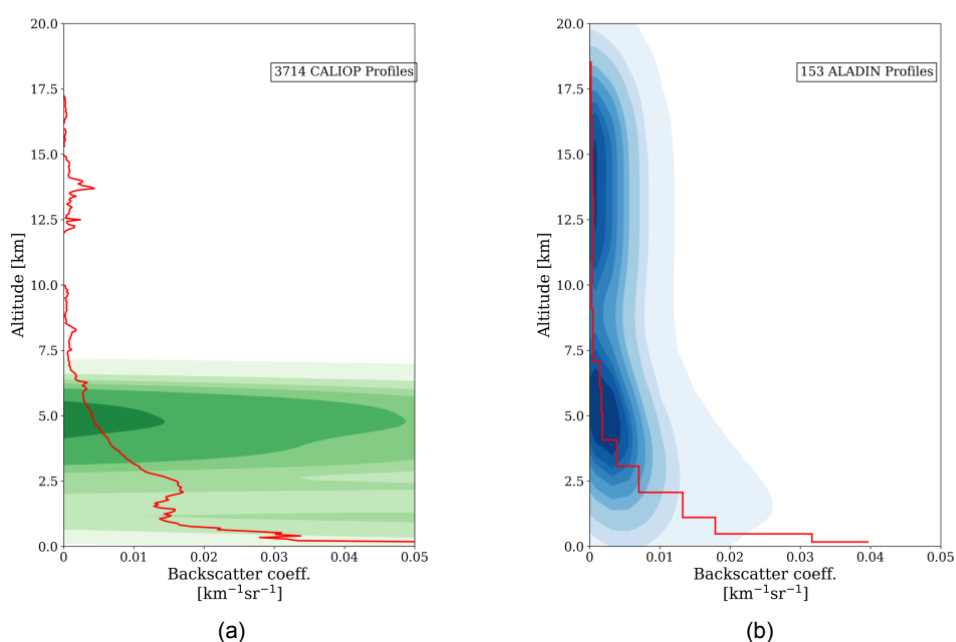 20.0
3714 CALIOP Profiles
17.5
15.0
12.5
10.0
7.5
5.0
2.5
0.0
Altitude [km]
0 0.01 0.02 0.03 0.04 0.05
Backscatter coeff.
[km⁻¹sr⁻¹]
(a)
20.0
153 ALADIN Profiles
17.5
15.0
12.5
10.0
7.5
5.0
2.5
0.0
Altitude [km]
0 0.01 0.02 0.03 0.04 0.05
Backscatter coeff.
[km⁻¹sr⁻¹]
(b)